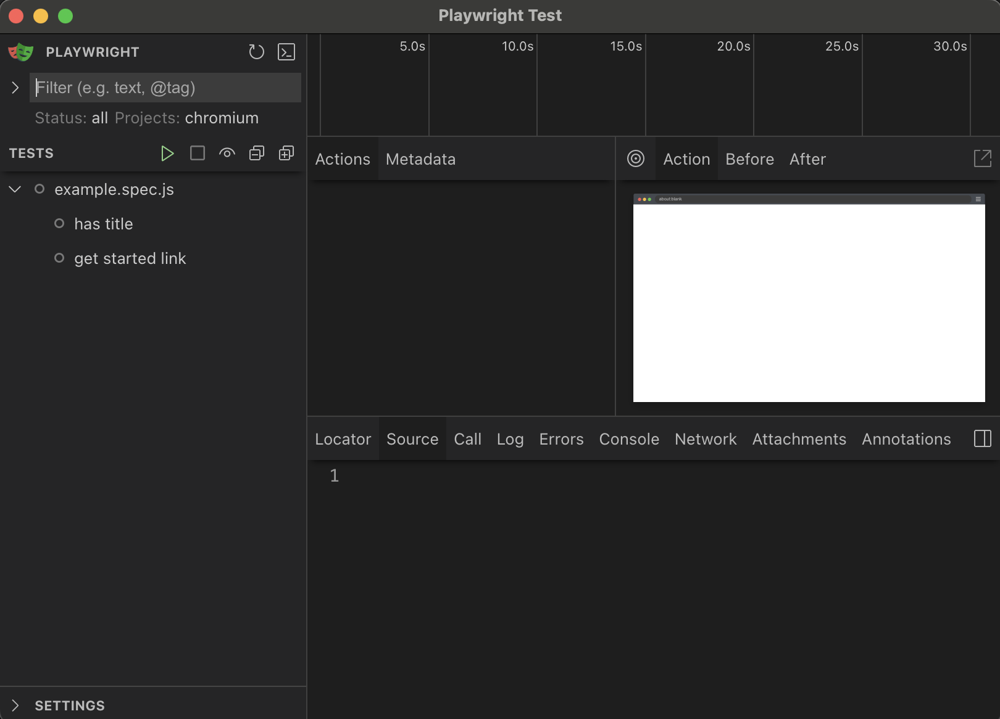 Playwright Test
PLAYWRIGHT
Filter (e.g. text, @tag)
Status: all Projects: chromium
TESTS
example.spec.js
has title
get started link
SETTINGS
5.0s 10.0s 15.0s 20.0s 25.0s 30.0s
Actions Metadata
Action Before After
about:blank
Locator Source Call Log Errors Console Network Attachments Annotations
1